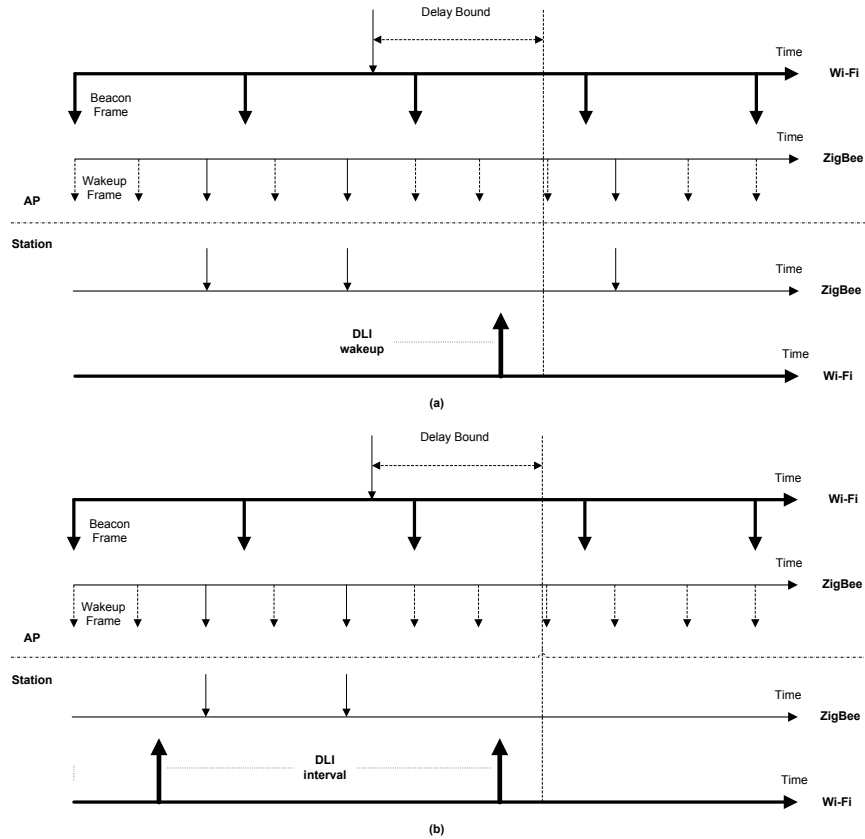 Delay Bound
Time
Wi-Fi
Beacon
Frame
Time
ZigBee
Wakeup
Frame
AP
Station
Time
ZigBee
DLI
wakeup
Time
Wi-Fi
(a)
Delay Bound
Time
Wi-Fi
Beacon
Frame
Time
ZigBee
Wakeup
Frame
AP
Station
Time
ZigBee
DLI
interval
Time
Wi-Fi
(b)